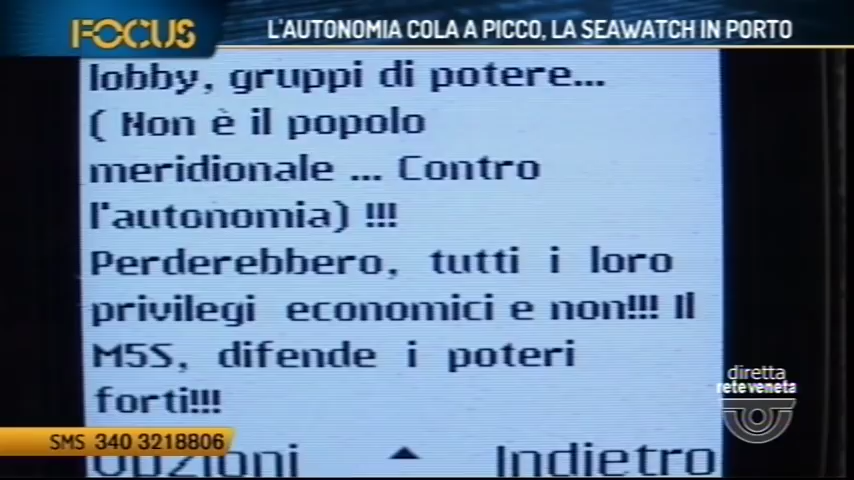 FOCUS
L'AUTONOMIA COLA A PICCO, LA SEAWATCH IN PORTO
lobby, gruppi di potere...
( Non è il popolo
meridionale ... Contro
l'autonomia) !!!
Perderebbero, tutti i loro
privilegi economici e non!!! Il
M5S, difende i poteri
forti!!!
diretta
reteveneta
SMS 340 3218806
Opzioni Indietro